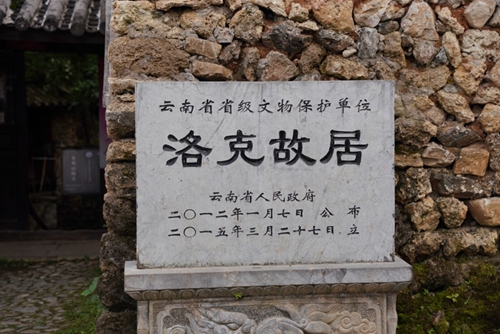 云南省省级文物保护单位
洛克故居
云南省人民政府
二〇一二年一月七日 公布
二〇一五年三月二十七日 立